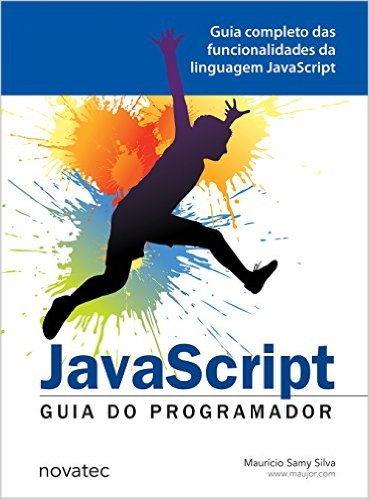 Guia completo das
funcionalidades da
linguagem JavaScript
JavaScript
GUIA DO PROGRAMADOR
novatec
Maurício Samy Silva
www.maujor.com